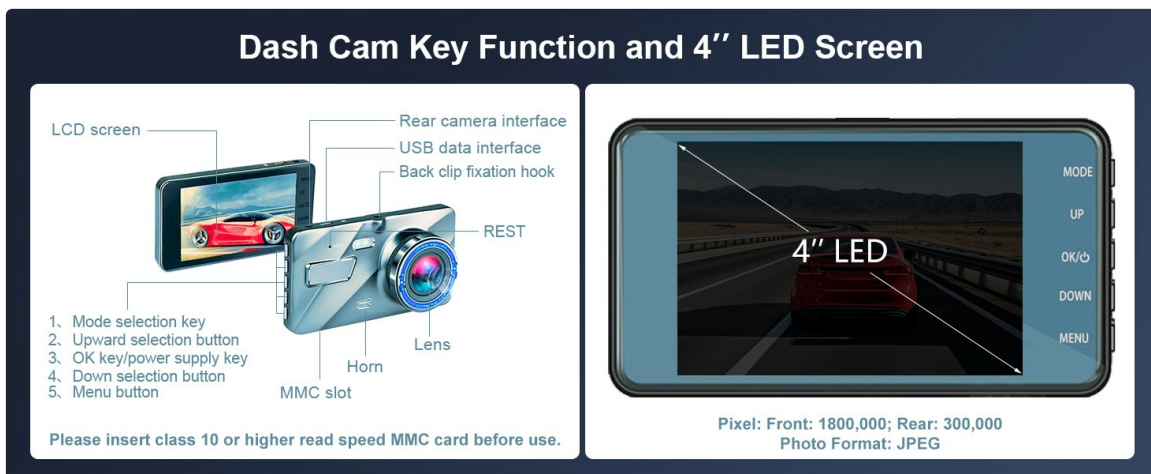 Dash Cam Key Function and 4′′ LED Screen
LCD screen
Rear camera interface
USB data interface
Back clip fixation hook
REST
1、 Mode selection key
2、 Upward selection button
3、 OK key/power supply key
4、 Down selection button
5、 Menu button
Lens
Horn
MMC slot
Please insert class 10 or higher read speed MMC card before use.
4′′ LED
MODE
UP
OK/⏻
DOWN
MENU
Pixel: Front: 1800,000; Rear: 300,000
Photo Format: JPEG